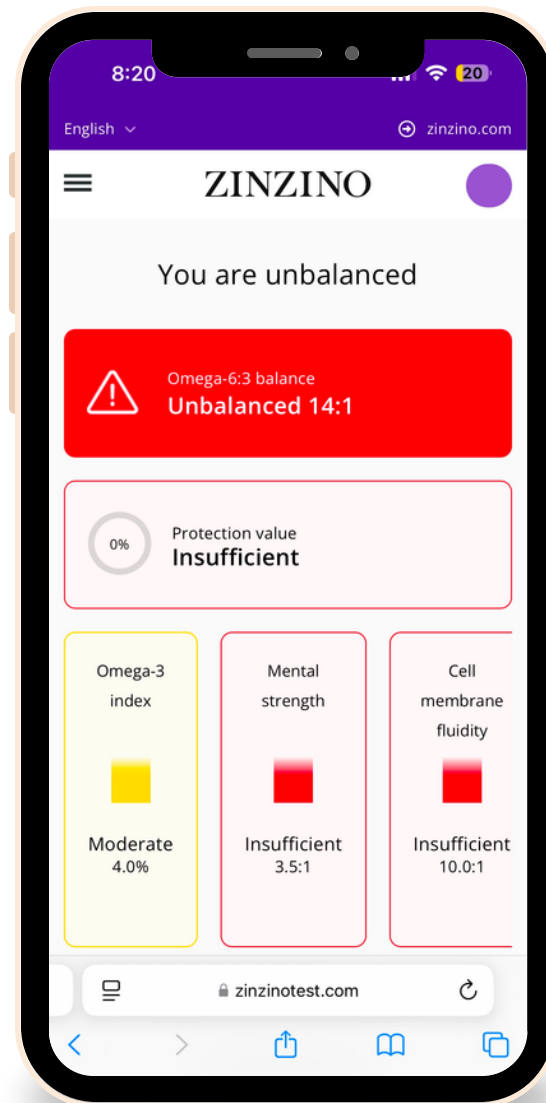 8:20
20
English
zinzino.com
ZINZINO
You are unbalanced
Omega-6:3 balance
Unbalanced 14:1
0%
Protection value
Insufficient
Omega-3
index
Moderate
4.0%
Mental
strength
Insufficient
3.5:1
Cell
membrane
fluidity
Insufficient
10.0:1
zinzinotest.com